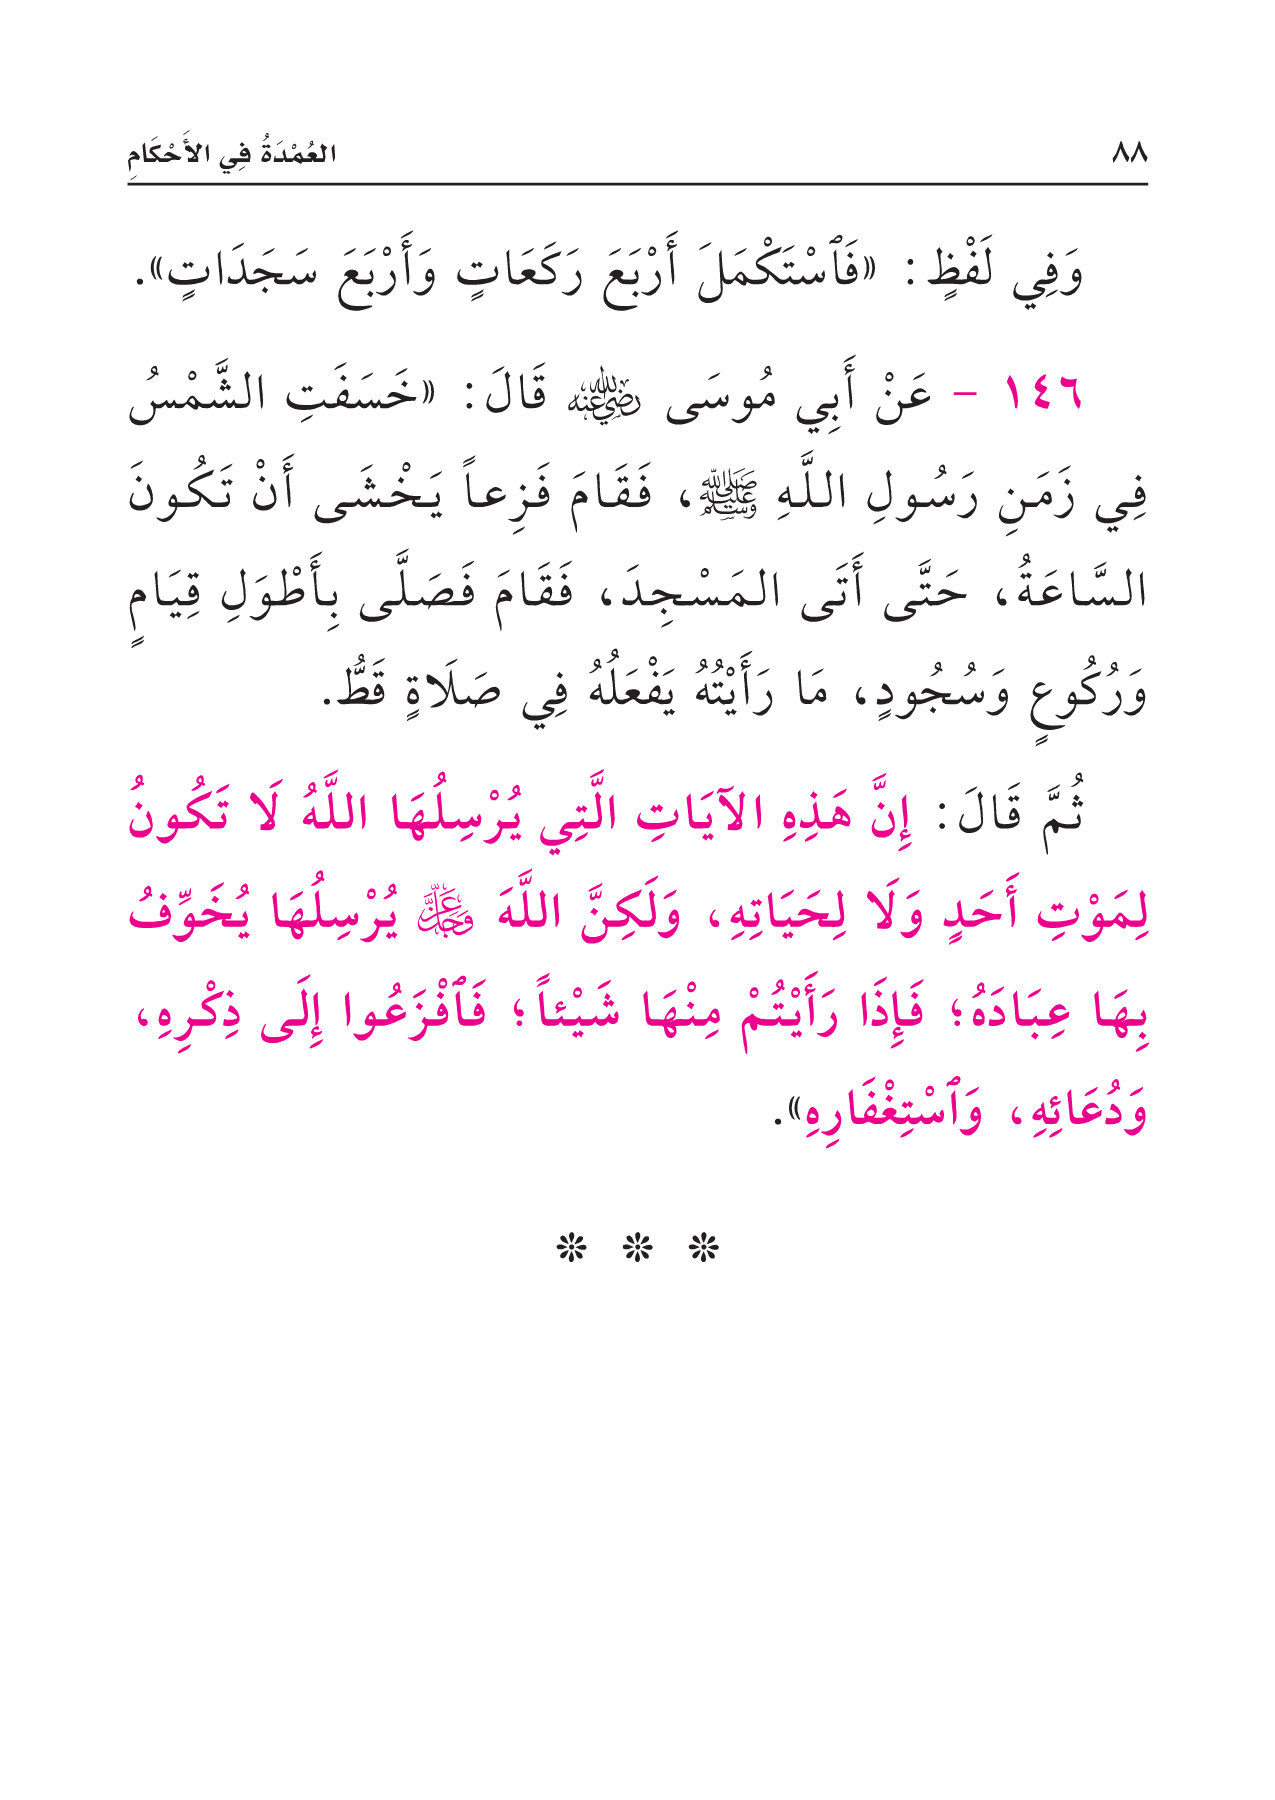 ٨٨ العُمْدَةُ فِي الأَحْكَامِ
وَفِي لَفْظٍ: «فَٱسْتَكْمَلَ أَرْبَعَ رَكَعَاتٍ وَأَرْبَعَ سَجَدَاتٍ».
١٤٦ - عَنْ أَبِي مُوسَى رضي الله عنه قَالَ: «خَسَفَتِ الشَّمْسُ
فِي زَمَنِ رَسُولِ اللَّهِ ﷺ، فَقَامَ فَزِعاً يَخْشَى أَنْ تَكُونَ
السَّاعَةُ، حَتَّى أَتَى المَسْجِدَ، فَقَامَ فَصَلَّى بِأَطْوَلِ قِيَامٍ
وَرُكُوعٍ وَسُجُودٍ، مَا رَأَيْتُهُ يَفْعَلُهُ فِي صَلَاةٍ قَطُّ.
ثُمَّ قَالَ: إِنَّ هَذِهِ الآيَاتِ الَّتِي يُرْسِلُهَا اللَّهُ لَا تَكُونُ
لِمَوْتِ أَحَدٍ وَلَا لِحَيَاتِهِ، وَلَكِنَّ اللَّهَ عز وجل يُرْسِلُهَا يُخَوِّفُ
بِهَا عِبَادَهُ؛ فَإِذَا رَأَيْتُمْ مِنْهَا شَيْئاً؛ فَٱفْزَعُوا إِلَى ذِكْرِهِ،
وَدُعَائِهِ، وَٱسْتِغْفَارِهِ».